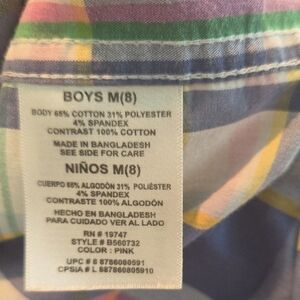 BOYS M(8)
BODY 65% COTTON 31% POLYESTER
4% SPANDEX
CONTRAST 100% COTTON
MADE IN BANGLADESH
SEE SIDE FOR CARE
NIÑOS M(8)
CUERPO 65% ALGODÓN 31% POLIÉSTER
4% SPANDEX
CONTRASTE 100% ALGODÓN
HECHO EN BANGLADESH
PARA CUIDADO VER AL LADO
RN # 19747
STYLE # B560732
COLOR : PINK
UPC # 8 87860805911
CPSIA # L 887860805910